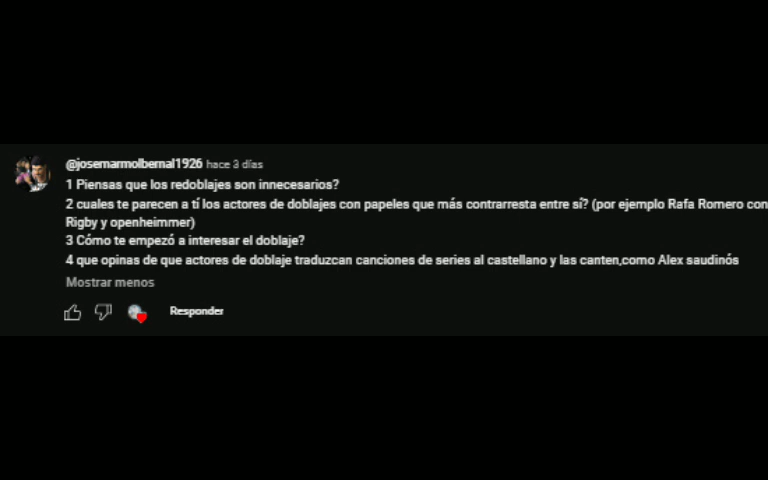 @josemarmolbernal1926 hace 3 días
1 Piensas que los redoblajes son innecesarios?
2 cuales te parecen a tí los actores de doblajes con papeles que más contrarresta entre sí? (por ejemplo Rafa Romero con
Rigby y openheimmer)
3 Cómo te empezó a interesar el doblaje?
4 que opinas de que actores de doblaje traduzcan canciones de series al castellano y las canten,como Alex saudinós
Mostrar menos
Responder